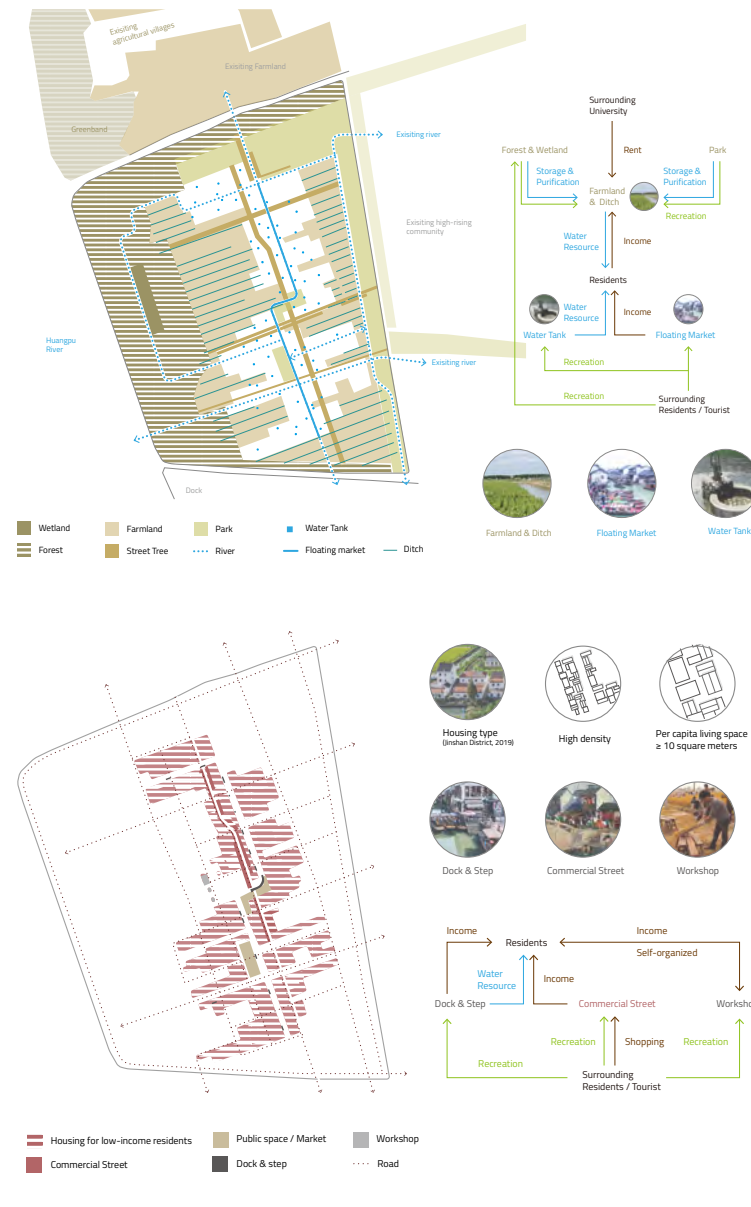 Exisiting
agricultural villages
Exisiting Farmland
Greenband
Exisiting river
Exisiting high-rising
community
Huangpu
River
Exisiting river
Dock
Wetland
Farmland
Park
Water Tank
Forest
Street Tree
River
Floating market
Ditch
Surrounding
University
Forest & Wetland
Rent
Park
Storage &
Purification
Storage &
Purification
Farmland
& Ditch
Recreation
Water
Resource
Income
Residents
Water
Resource
Income
Water Tank
Floating Market
Recreation
Recreation
Surrounding
Residents / Tourist
Farmland & Ditch
Floating Market
Water Tank
Housing type
(Jinshan District, 2019)
High density
Per capita living space
≥ 10 square meters
Dock & Step
Commercial Street
Workshop
Income
Residents
Income
Self-organized
Water
Resource
Income
Dock & Step
Commercial Street
Worksho
Recreation
Shopping
Recreation
Recreation
Surrounding
Residents / Tourist
Housing for low-income residents
Public space / Market
Workshop
Commercial Street
Dock & step
Road